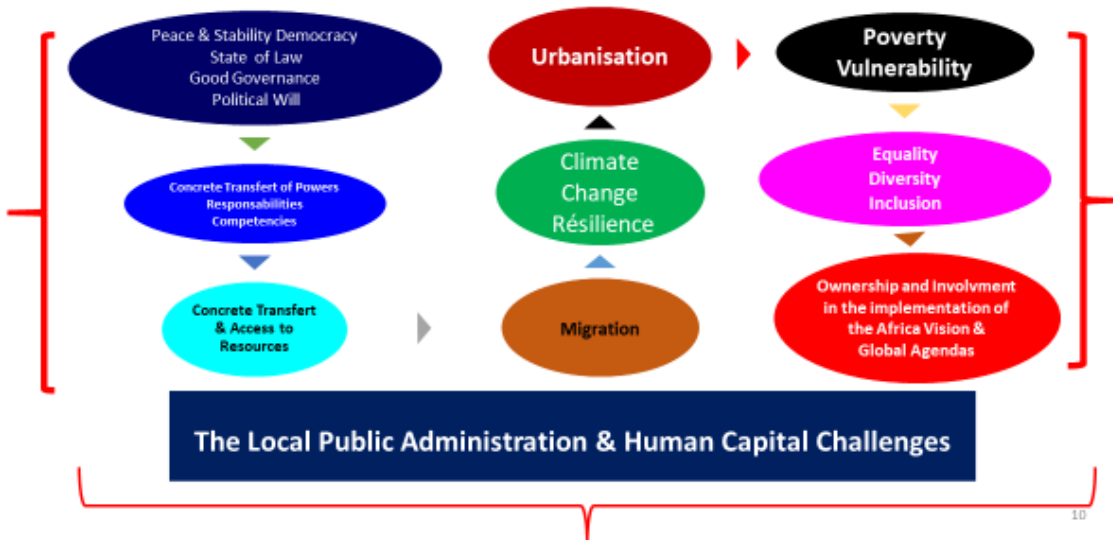 Peace & Stability Democracy
State of Law
Good Governance
Political Will
Concrete Transfert of Powers
Responsabilities
Competencies
Concrete Transfert
& Access to
Resources
Migration
Climate
Change
Résilience
Urbanisation
Poverty
Vulnerability
Equality
Diversity
Inclusion
Ownership and Involvment
in the implementation of
the Africa Vision &
Global Agendas
The Local Public Administration & Human Capital Challenges
10